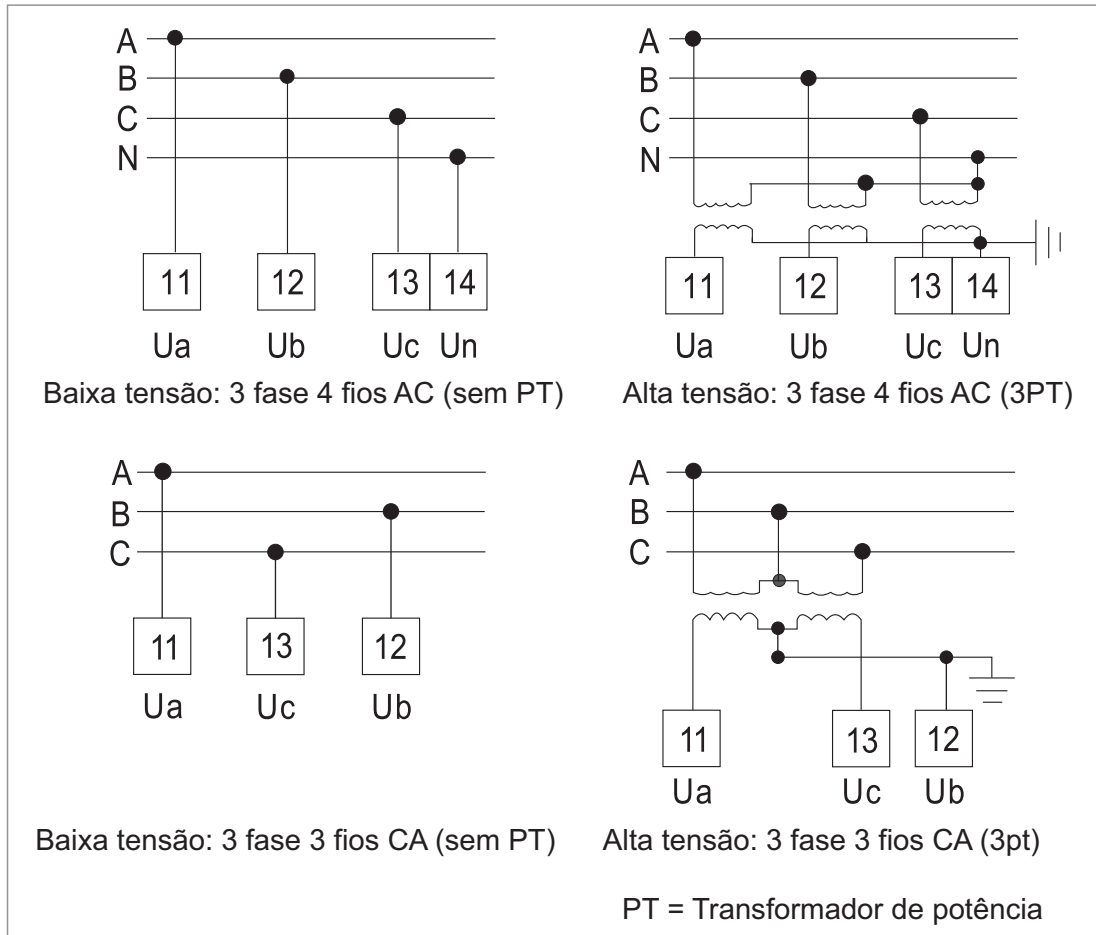 A
B
C
N
11
12
13
14
Ua
Ub
Uc
Un
Baixa tensão: 3 fase 4 fios AC (sem PT)
A
B
C
N
11
12
13
14
Ua
Ub
Uc
Un
Alta tensão: 3 fase 4 fios AC (3PT)
A
B
C
11
13
12
Ua
Uc
Ub
Baixa tensão: 3 fase 3 fios CA (sem PT)
A
B
C
11
13
12
Ua
Uc
Ub
Alta tensão: 3 fase 3 fios CA (3pt)
PT = Transformador de potência